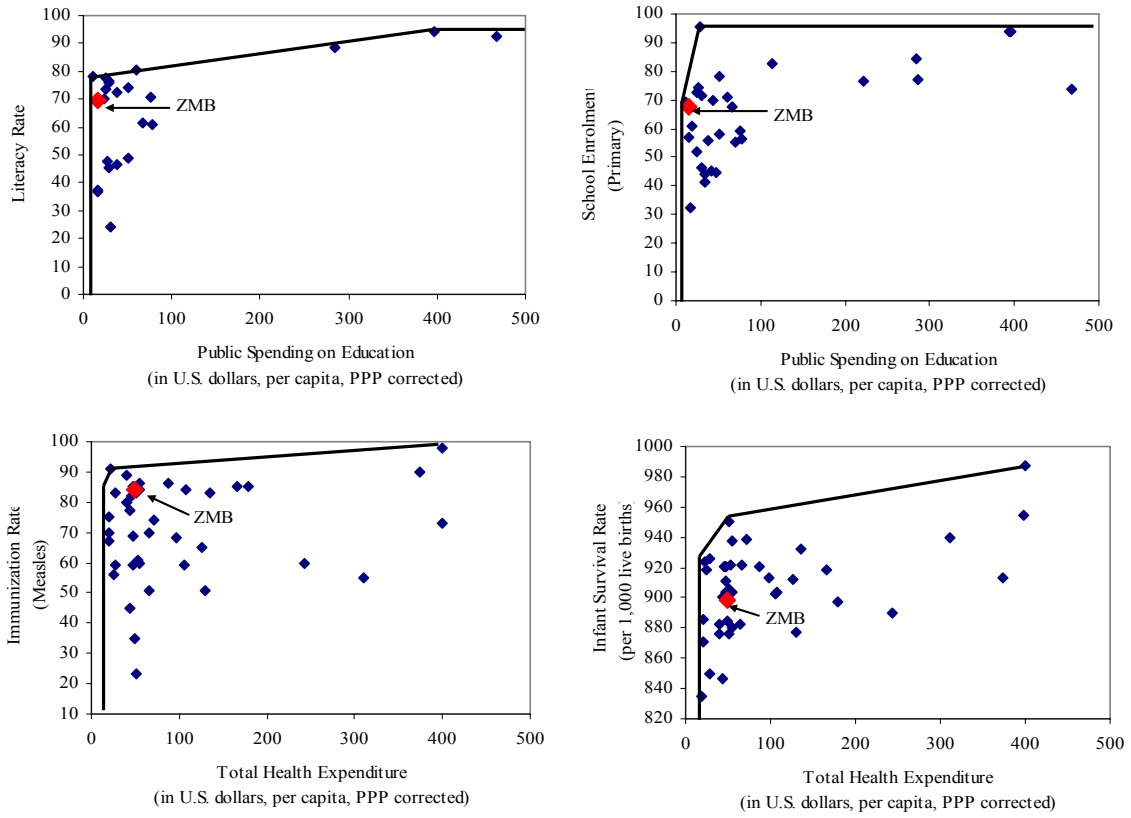 100
90
80
70
60
50
40
30
20
10
0
Literacy Rate
ZMB
0 100 200 300 400 500
Public Spending on Education
(in U.S. dollars, per capita, PPP corrected)
100
90
80
70
60
50
40
30
20
10
0
School Enrolment
(Primary)
ZMB
0 100 200 300 400 500
Public Spending on Education
(in U.S. dollars, per capita, PPP corrected)
100
90
80
70
60
50
40
30
20
10
Immunization Rate
(Measles)
ZMB
0 100 200 300 400 500
Total Health Expenditure
(in U.S. dollars, per capita, PPP corrected)
1000
980
960
940
920
900
880
860
840
820
Infant Survival Rate
(per 1,000 live births)
ZMB
0 100 200 300 400 500
Total Health Expenditure
(in U.S. dollars, per capita, PPP corrected)